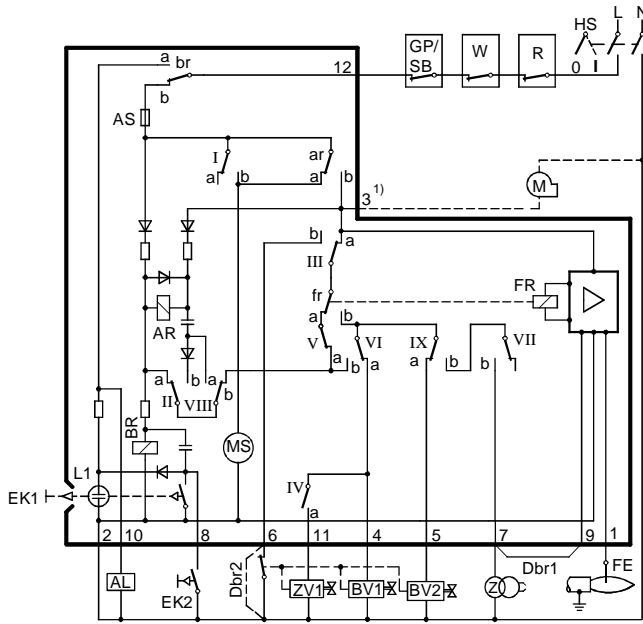 HS L N
GP/
SB W R
a br
12
0
b
AS
I ar
a b a b
3 1)
M
b a
III
fr FR
AR
a b
V VI IX VII
a b a a b b
a b a b
II VIII
BR
MS
L1
IV
a
EK1
2 10 8 6 11 4 5 7 9 1
Dbr2 Dbr1 FE
AL
EK2
ZV1 BV1 BV2 Z